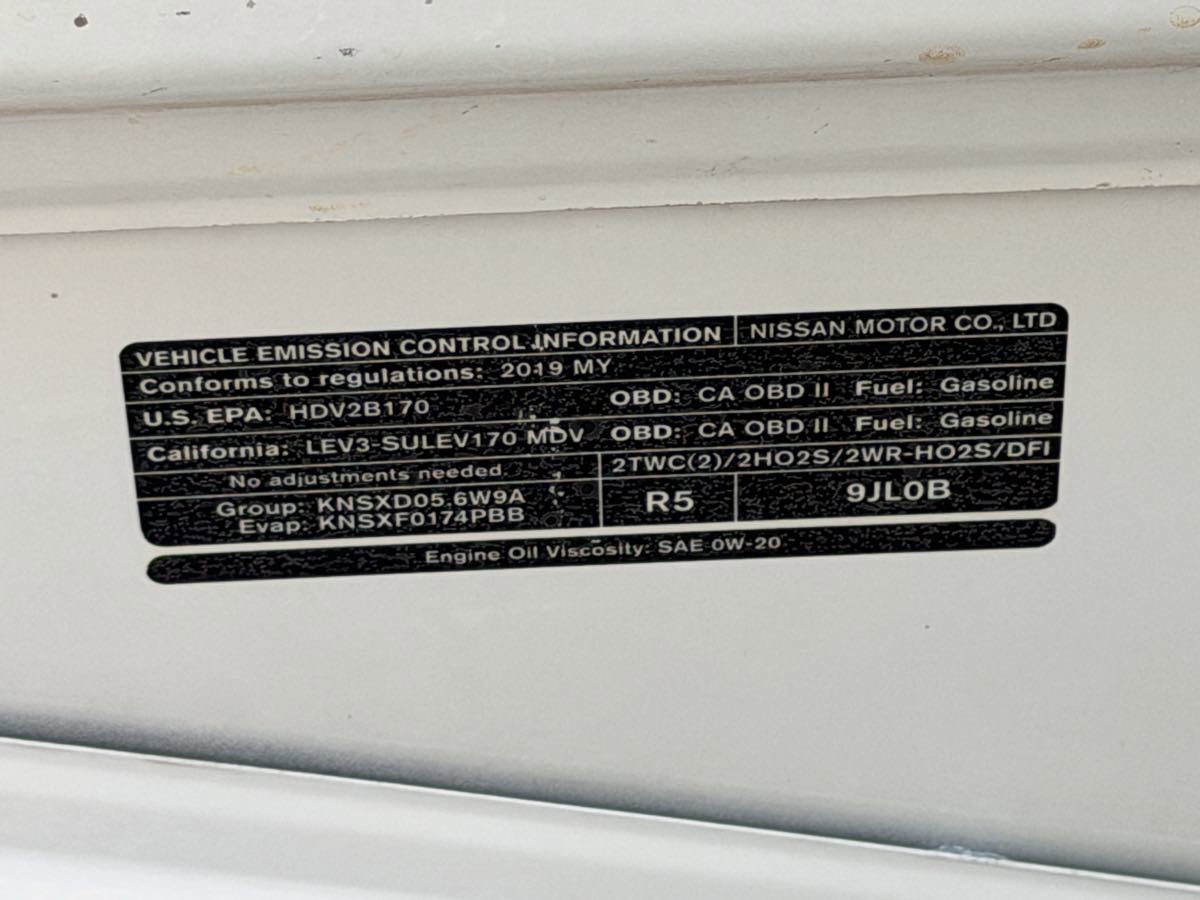 VEHICLE EMISSION CONTROL INFORMATION NISSAN MOTOR CO., LTD
Conforms to regulations: 2019 MY
U.S. EPA: HDV2B170 OBD: CA OBD II Fuel: Gasoline
California: LEV3-SULEV170 MDV OBD: CA OBD II Fuel: Gasoline
No adjustments needed. 2TWC(2)/2HO2S/2WR-HO2S/DFI
Group: KNSXD05.6W9A R5 9JL0B
Evap: KNSXF0174PBB
Engine Oil Viscosity: SAE 0W-20